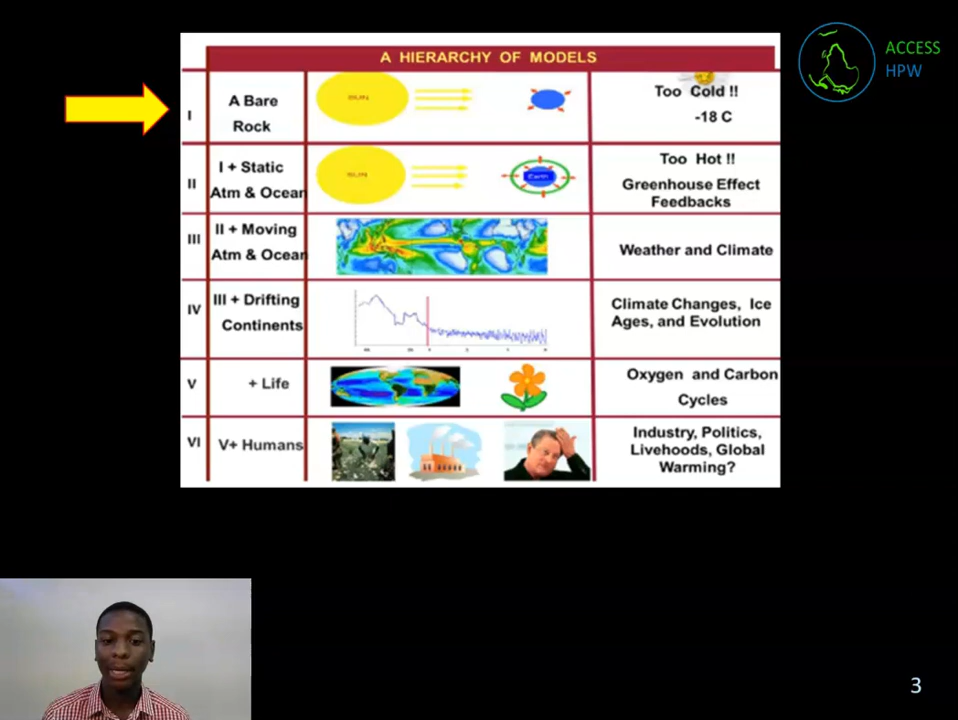 A HIERARCHY OF MODELS
ACCESS
HPW
I
A Bare
Rock
Too Cold !!
-18 C
II
I + Static
Atm & Ocean
Earth
Too Hot !!
Greenhouse Effect
Feedbacks
III
II + Moving
Atm & Ocean
Weather and Climate
IV
III + Drifting
Continents
Climate Changes, Ice
Ages, and Evolution
V
+ Life
Oxygen and Carbon
Cycles
VI
V+ Humans
Industry, Politics,
Livehoods, Global
Warming?
3